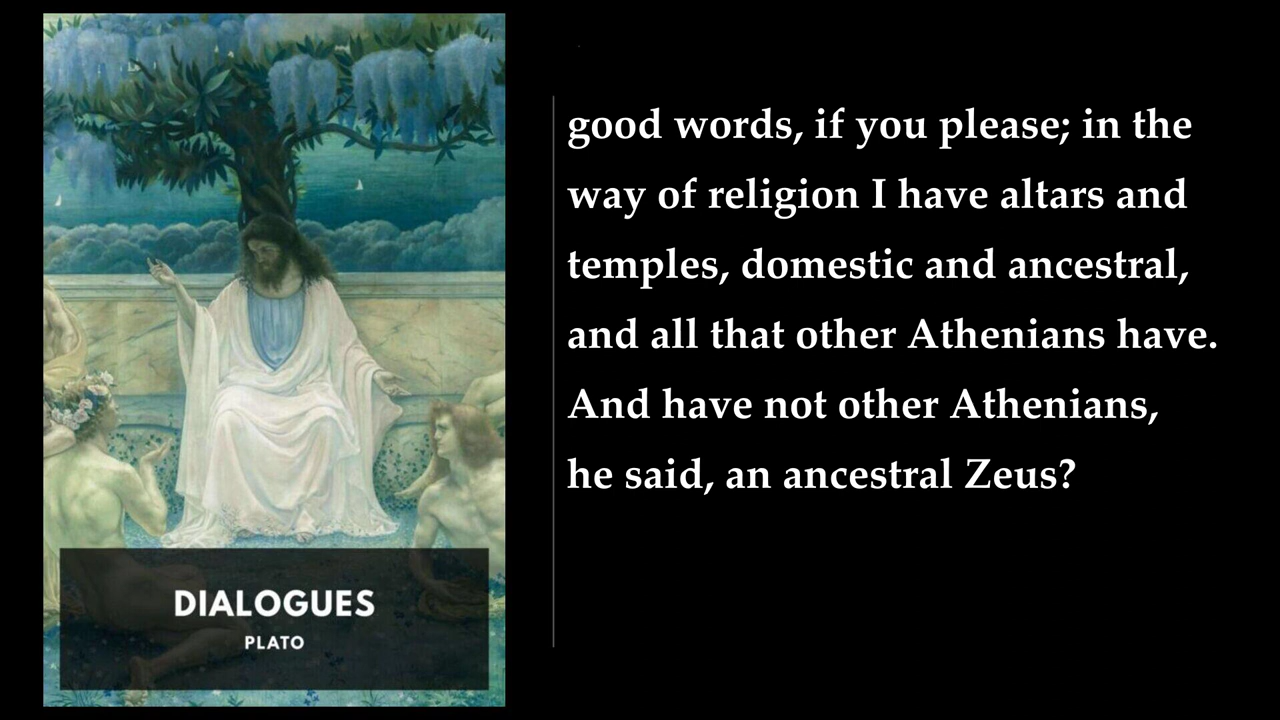 good words, if you please; in the
way of religion I have altars and
temples, domestic and ancestral,
and all that other Athenians have.
And have not other Athenians,
he said, an ancestral Zeus?
DIALOGUES
PLATO